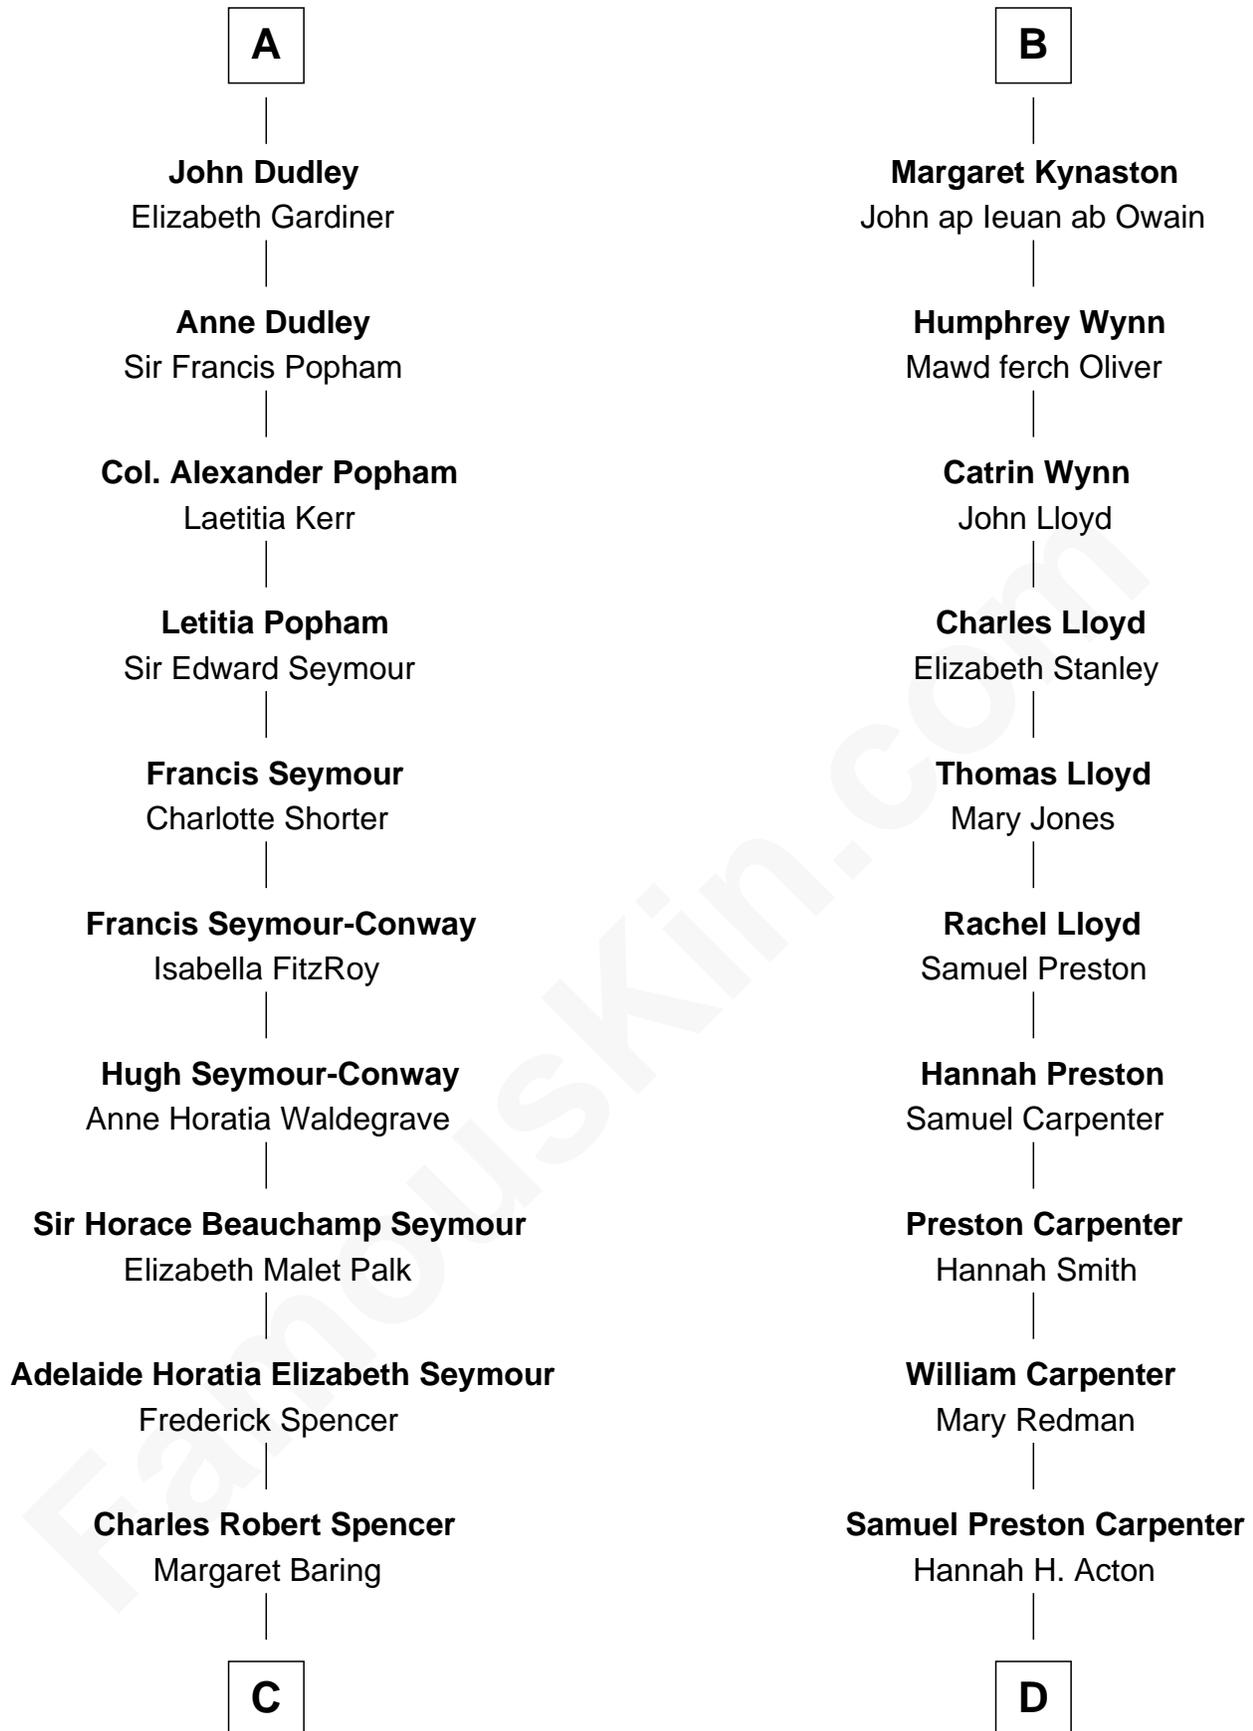 A
John Dudley
Elizabeth Gardiner
Anne Dudley
Sir Francis Popham
Col. Alexander Popham
Laetitia Kerr
Letitia Popham
Sir Edward Seymour
Francis Seymour
Charlotte Shorter
Francis Seymour-Conway
Isabella FitzRoy
Hugh Seymour-Conway
Anne Horatia Waldegrave
Sir Horace Beauchamp Seymour
Elizabeth Malet Palk
Adelaide Horatia Elizabeth Seymour
Frederick Spencer
Charles Robert Spencer
Margaret Baring
C
B
Margaret Kynaston
John ap Ieuan ab Owain
Humphrey Wynn
Mawd ferch Oliver
Catrin Wynn
John Lloyd
Charles Lloyd
Elizabeth Stanley
Thomas Lloyd
Mary Jones
Rachel Lloyd
Samuel Preston
Hannah Preston
Samuel Carpenter
Preston Carpenter
Hannah Smith
William Carpenter
Mary Redman
Samuel Preston Carpenter
Hannah H. Acton
D
FamousKin.com